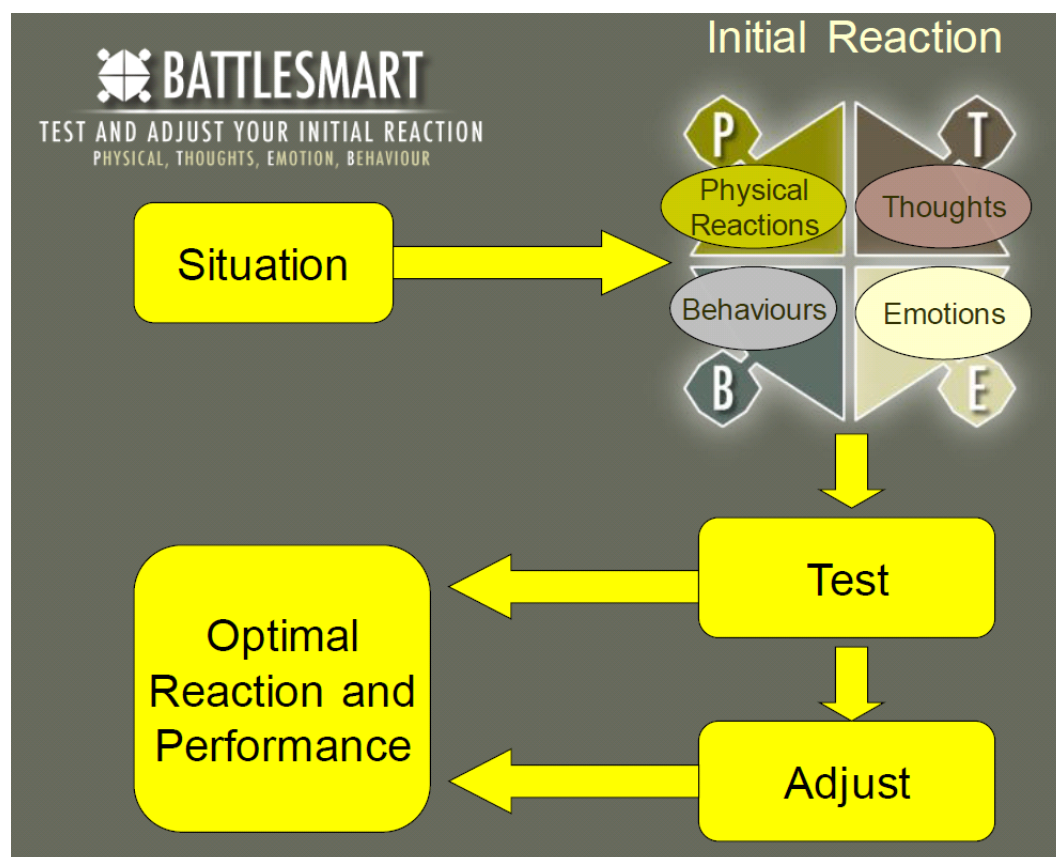 BATTLESMART
TEST AND ADJUST YOUR INITIAL REACTION
PHYSICAL, THOUGHTS, EMOTION, BEHAVIOUR
Initial Reaction
P
T
Physical
Reactions
Thoughts
Situation
Behaviours
Emotions
B
E
Test
Optimal
Reaction and
Performance
Adjust